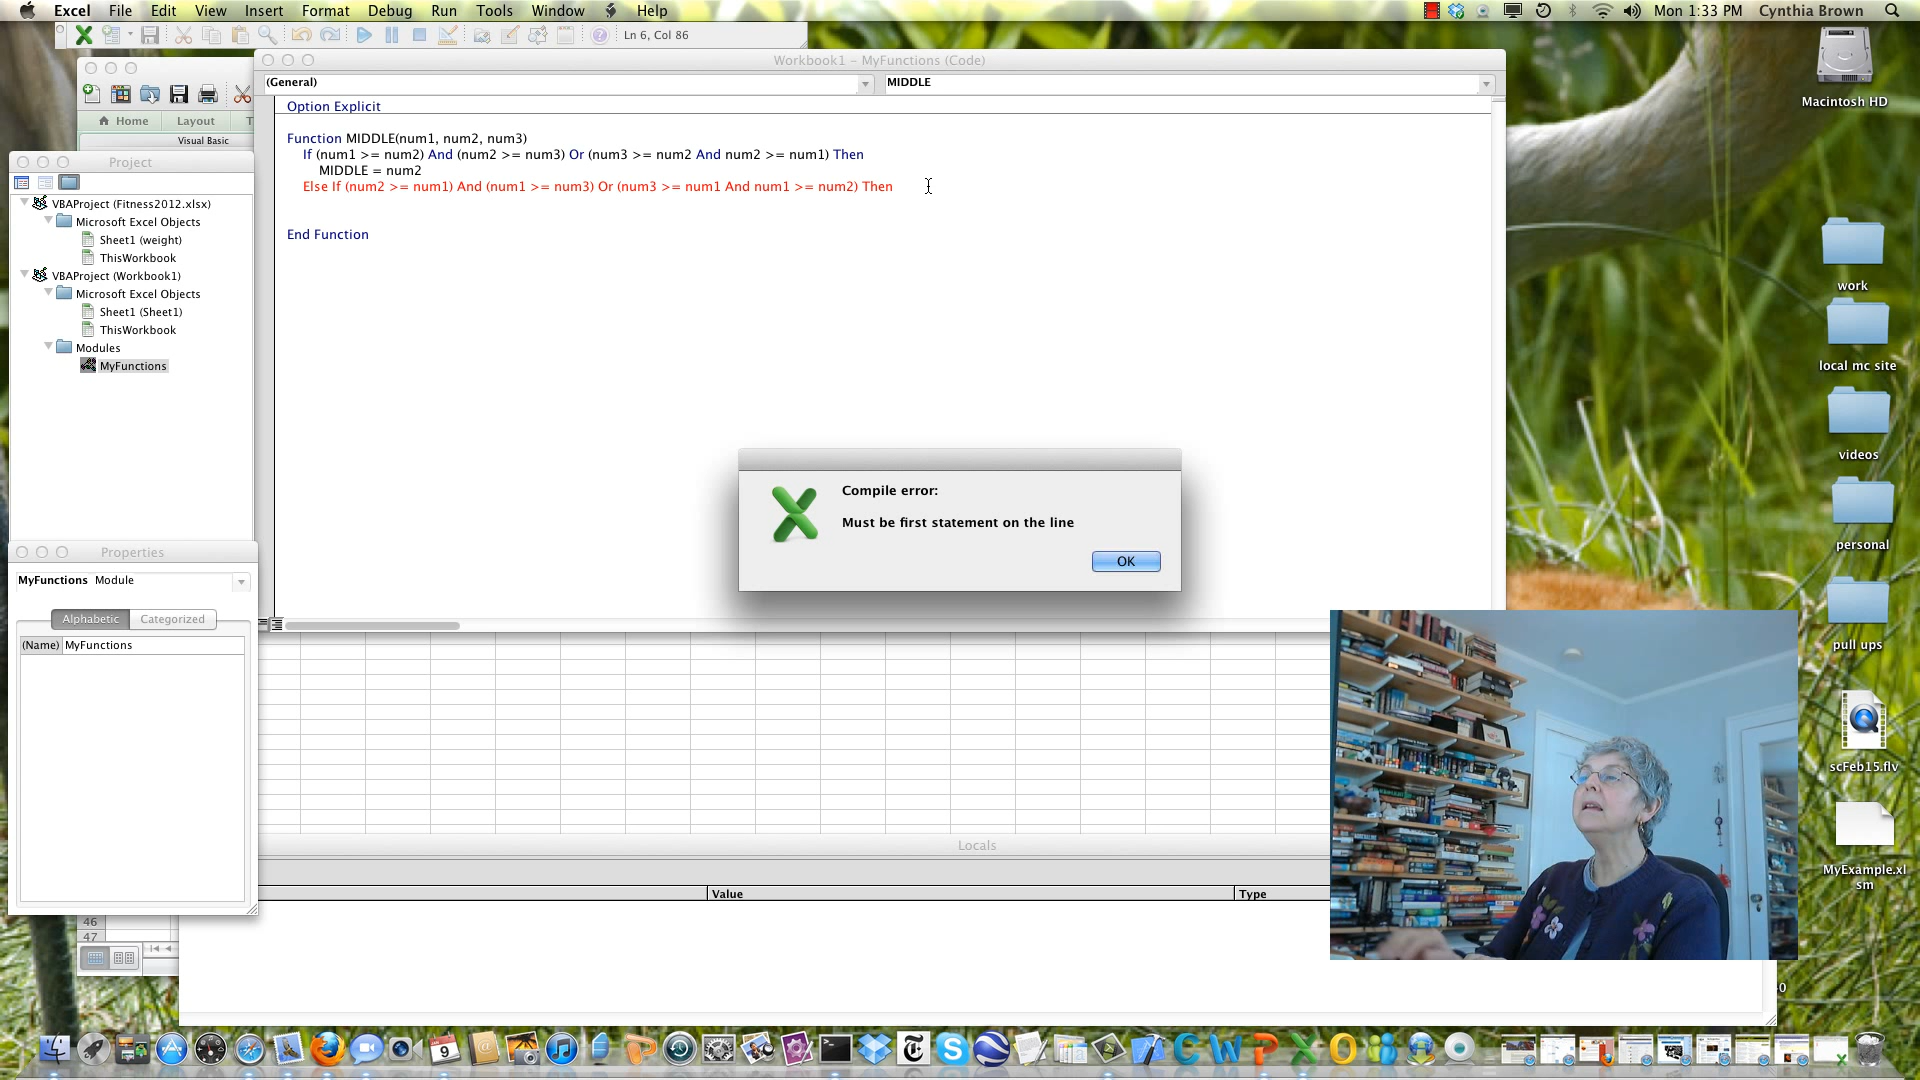 Excel File Edit View Insert Format Debug Run Tools Window Help
Mon 1:33 PM Cynthia Brown
Ln 6, Col 86
Workbook1 - MyFunctions (Code)
(General)
MIDDLE
Option Explicit
Function MIDDLE(num1, num2, num3)
If (num1 >= num2) And (num2 >= num3) Or (num3 >= num2 And num2 >= num1) Then
MIDDLE = num2
Else If (num2 >= num1) And (num1 >= num3) Or (num3 >= num1 And num1 >= num2) Then
End Function
Home Layout T
Visual Basic
Project
VBAProject (Fitness2012.xlsx)
Microsoft Excel Objects
Sheet1 (weight)
ThisWorkbook
VBAProject (Workbook1)
Microsoft Excel Objects
Sheet1 (Sheet1)
ThisWorkbook
Modules
MyFunctions
Properties
MyFunctions Module
Alphabetic Categorized
(Name) MyFunctions
46
47
Compile error:
Must be first statement on the line
OK
Locals
Value
Type
Macintosh HD
work
local mc site
videos
personal
pull ups
scFeb15.flv
MyExample.xl
sm
9